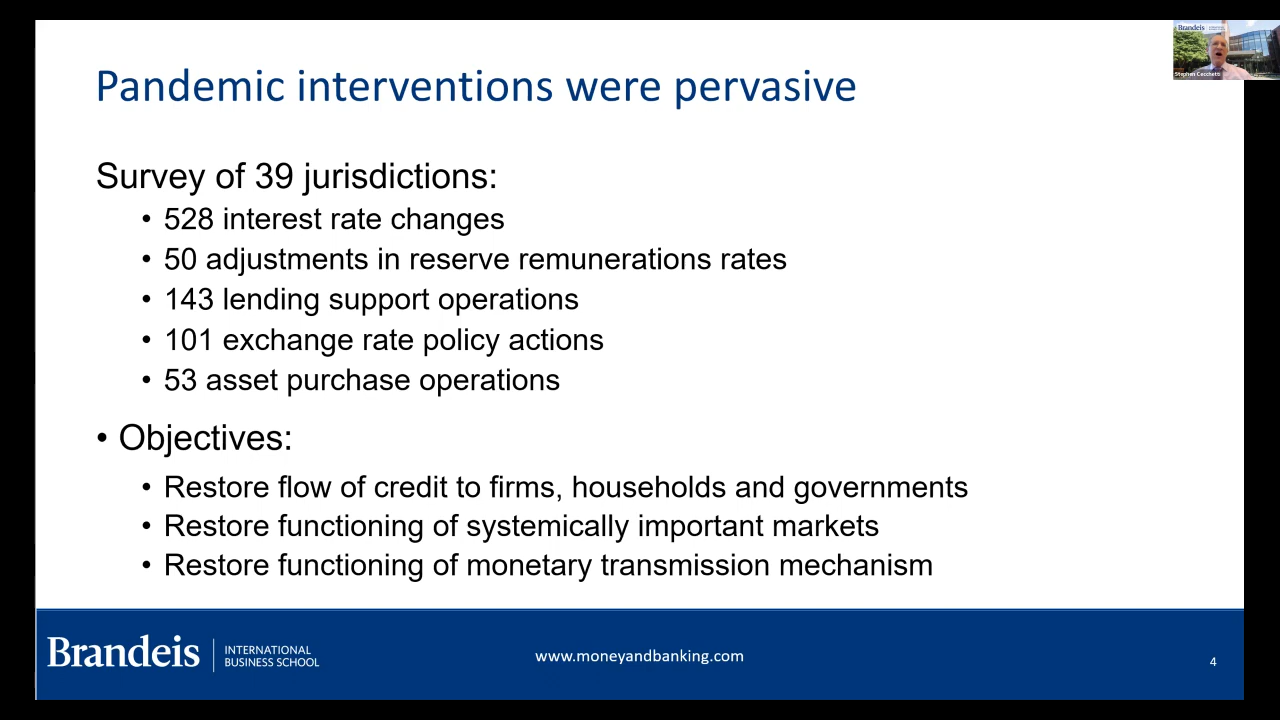 Pandemic interventions were pervasive
Brandeis
Stephen Cecchetti
Survey of 39 jurisdictions:
• 528 interest rate changes
• 50 adjustments in reserve remunerations rates
• 143 lending support operations
• 101 exchange rate policy actions
• 53 asset purchase operations
• Objectives:
• Restore flow of credit to firms, households and governments
• Restore functioning of systemically important markets
• Restore functioning of monetary transmission mechanism
Brandeis
INTERNATIONAL
BUSINESS SCHOOL
www.moneyandbanking.com
4